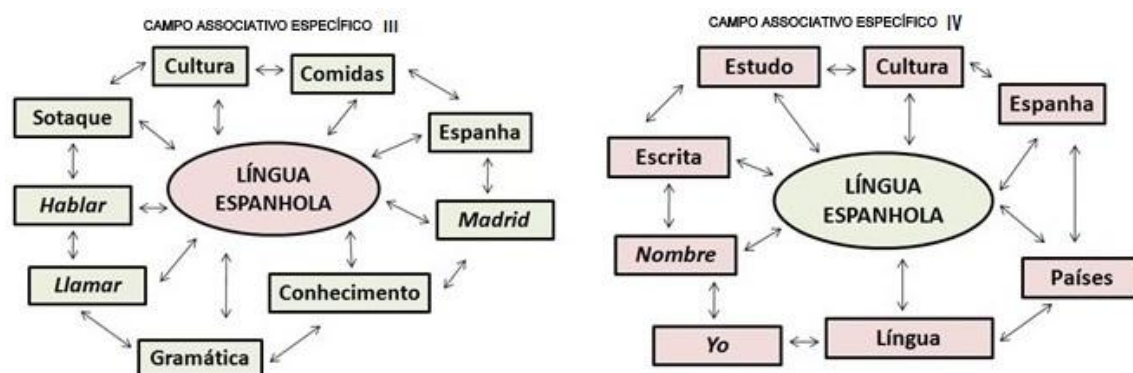 CAMPO ASSOCIATIVO ESPECÍFICO III
Cultura
Comidas
Sotaque
Espanha
LÍNGUA
ESPANHOLA
Hablar
Madrid
Llamar
Conhecimento
Gramática
CAMPO ASSOCIATIVO ESPECÍFICO IV
Estudo
Cultura
Espanha
Escrita
LÍNGUA
ESPANHOLA
Nombre
Países
Yo
Língua